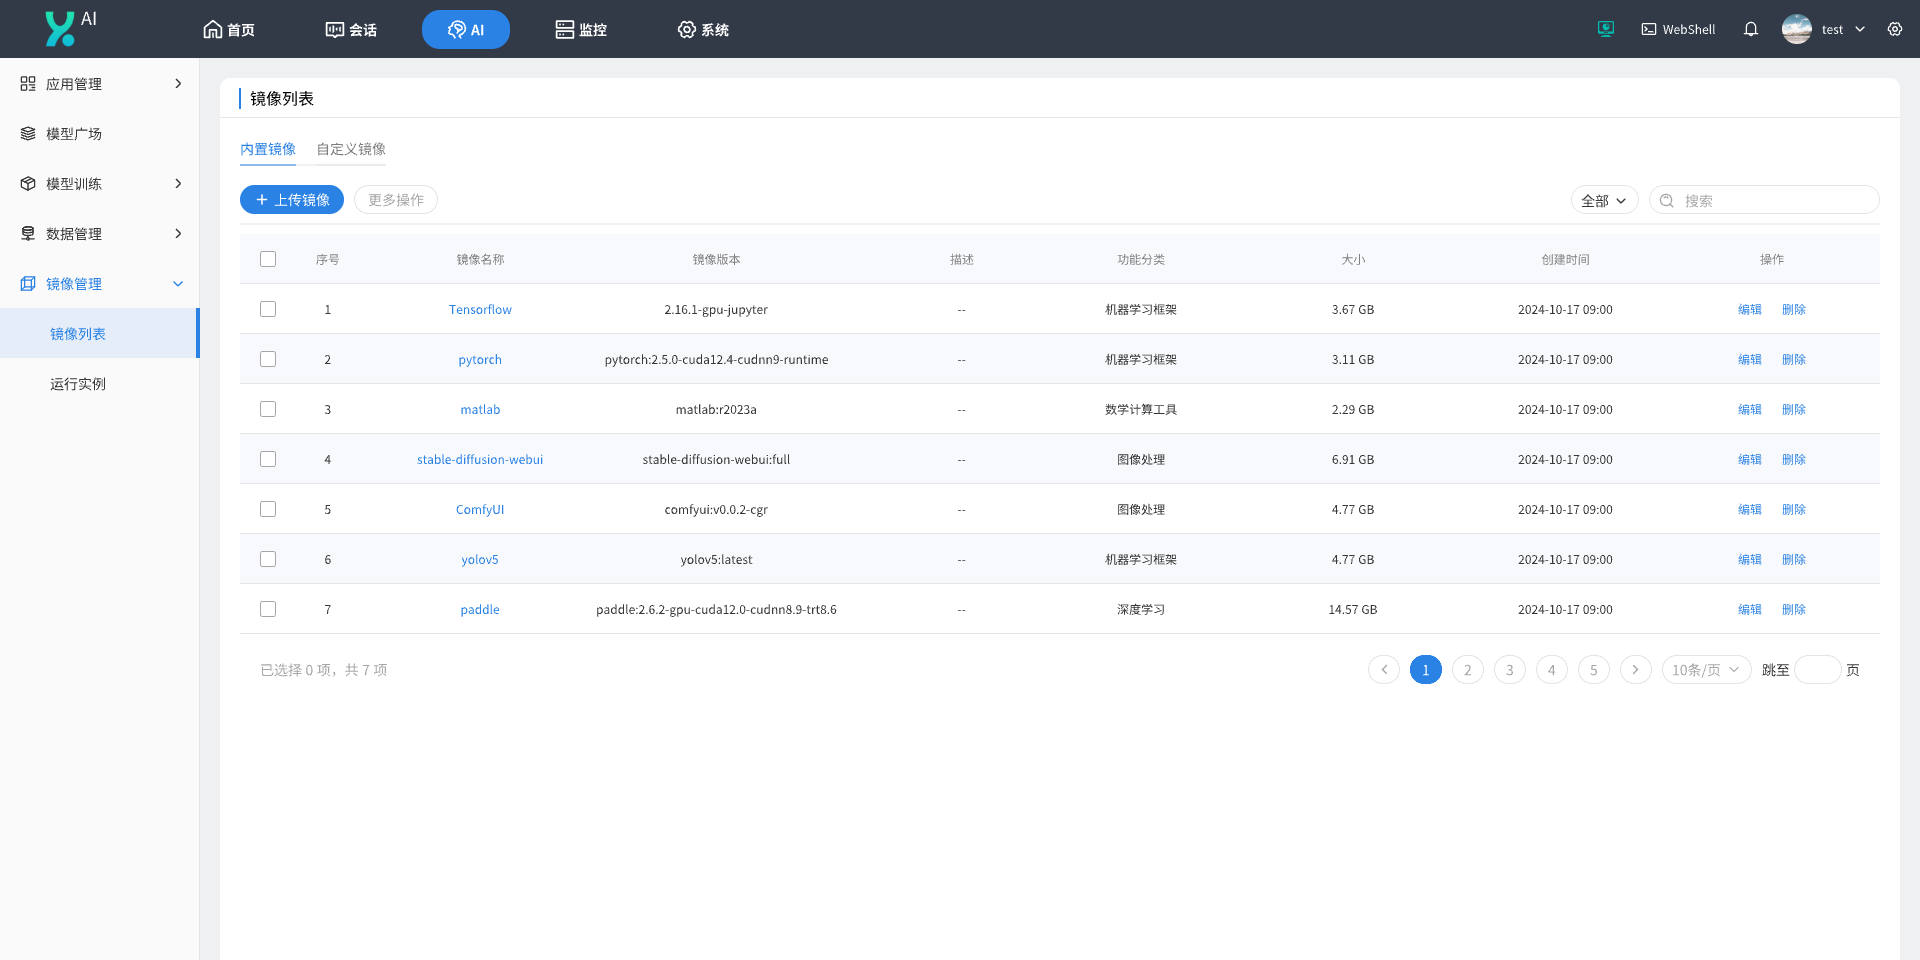 AI
首页
会话
AI
监控
系统
WebShell
test
应用管理
模型广场
模型训练
数据管理
镜像管理
镜像列表
运行实例
镜像列表
内置镜像 自定义镜像
上传镜像 更多操作 全部 搜索
序号 镜像名称 镜像版本 描述 功能分类 大小 创建时间 操作
1 Tensorflow 2.16.1-gpu-jupyter -- 机器学习框架 3.67 GB 2024-10-17 09:00 编辑 删除
2 pytorch pytorch:2.5.0-cuda12.4-cudnn9-runtime -- 机器学习框架 3.11 GB 2024-10-17 09:00 编辑 删除
3 matlab matlab:r2023a -- 数学计算工具 2.29 GB 2024-10-17 09:00 编辑 删除
4 stable-diffusion-webui stable-diffusion-webui:full -- 图像处理 6.91 GB 2024-10-17 09:00 编辑 删除
5 ComfyUI comfyui:v0.0.2-cgr -- 图像处理 4.77 GB 2024-10-17 09:00 编辑 删除
6 yolov5 yolov5:latest -- 机器学习框架 4.77 GB 2024-10-17 09:00 编辑 删除
7 paddle paddle:2.6.2-gpu-cuda12.0-cudnn8.9-trt8.6 -- 深度学习 14.57 GB 2024-10-17 09:00 编辑 删除
已选择 0 项，共 7 项 1 2 3 4 5 10条/页 跳至 页